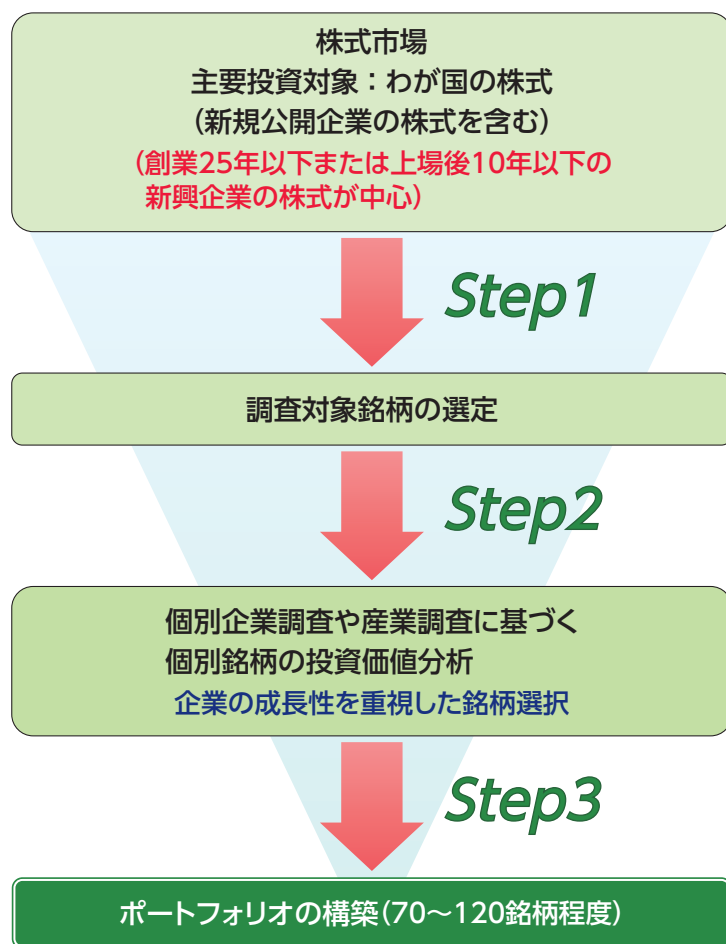 株式市場
主要投資対象：わが国の株式
（新規公開企業の株式を含む）
（創業25年以下または上場後10年以下の
新興企業の株式が中心）
Step1
調査対象銘柄の選定
Step2
個別企業調査や産業調査に基づく
個別銘柄の投資価値分析
企業の成長性を重視した銘柄選択
Step3
ポートフォリオの構築（70～120銘柄程度）